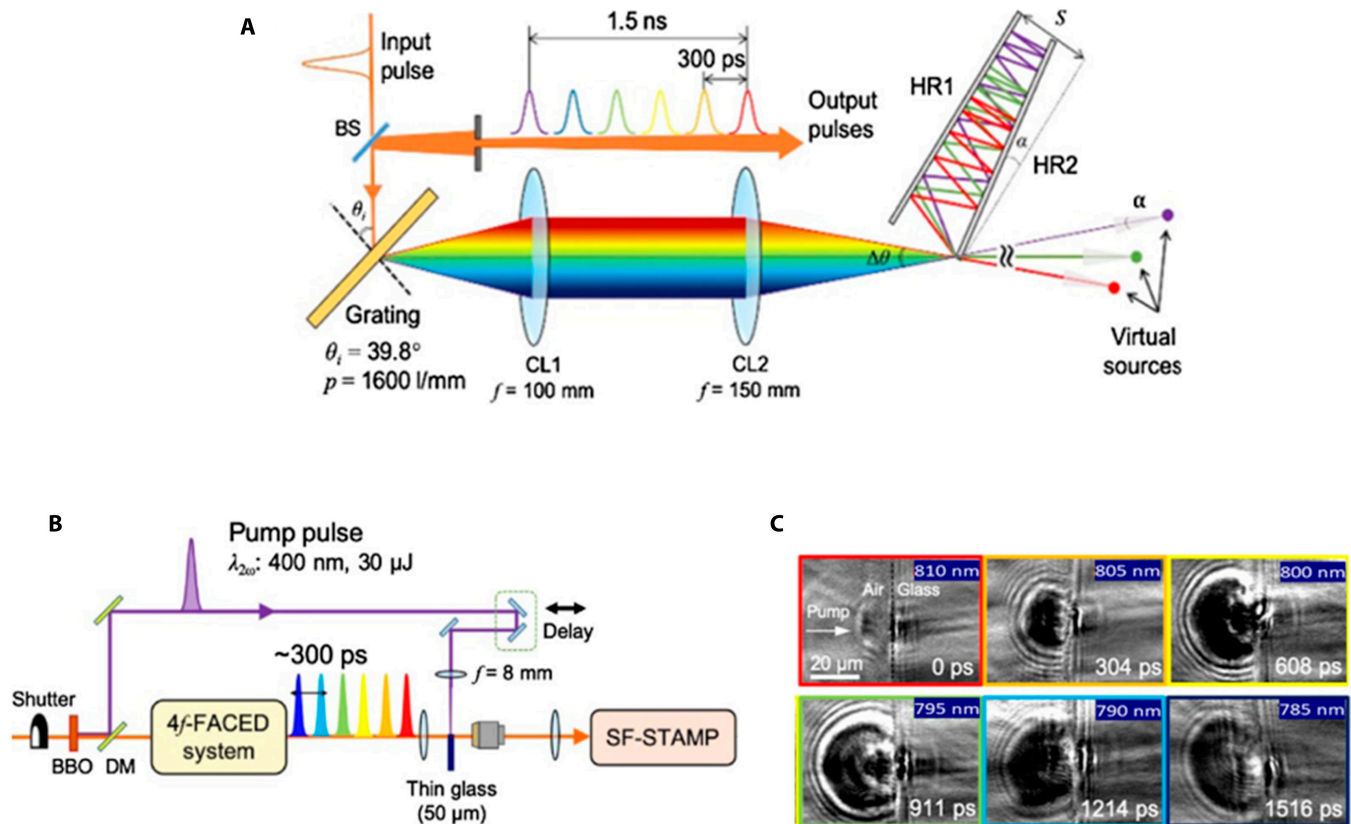 A
Input
pulse
1.5 ns
300 ps
Output
pulses
BS
HR1
S
α
HR2
θi
Grating
θi = 39.8°
p = 1600 l/mm
CL1
f = 100 mm
CL2
f = 150 mm
Δθ
α
Virtual
sources
B
Pump pulse
λ2ω: 400 nm, 30 µJ
Delay
~300 ps
f = 8 mm
Shutter
BBO
DM
4f-FACED
system
Thin glass
(50 µm)
SF-STAMP
C
810 nm
Air
Glass
Pump
20 µm
0 ps
805 nm
304 ps
800 nm
608 ps
795 nm
911 ps
790 nm
1214 ps
785 nm
1516 ps